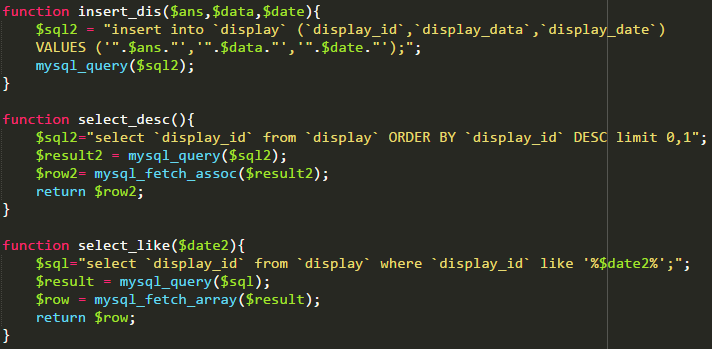 function insert_dis($ans,$data,$date){
    $sql2 = "insert into `display` (`display_id`,`display_data`,`display_date`)
    VALUES ('".$ans."','".$data."','".$date."');";
    mysql_query($sql2);
}

function select_desc(){
    $sql2="select `display_id` from `display` ORDER BY `display_id` DESC limit 0,1";
    $result2 = mysql_query($sql2);
    $row2= mysql_fetch_assoc($result2);
    return $row2;
}

function select_like($date2){
    $sql="select `display_id` from `display` where `display_id` like '%$date2%';";
    $result = mysql_query($sql);
    $row = mysql_fetch_array($result);
    return $row;
}